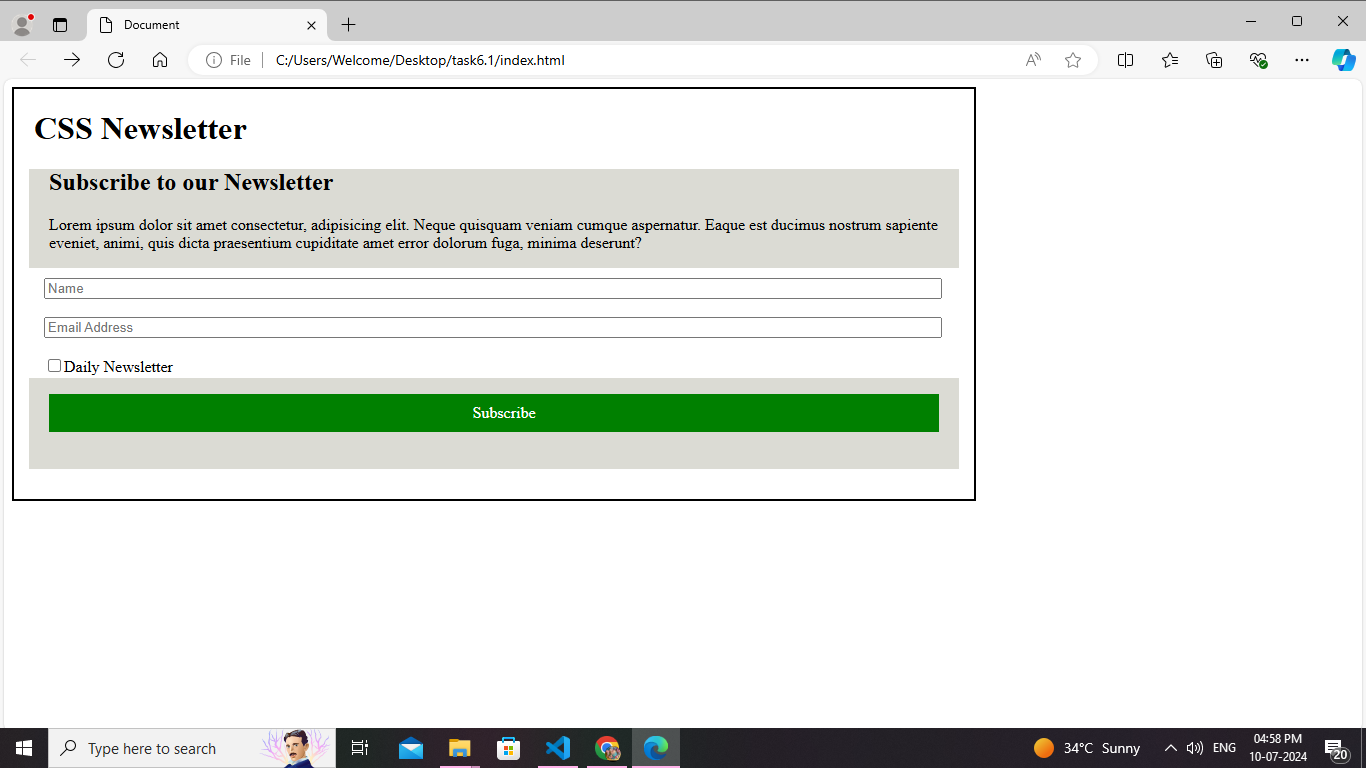 Document
File
C:/Users/Welcome/Desktop/task6.1/index.html
CSS Newsletter
Subscribe to our Newsletter
Lorem ipsum dolor sit amet consectetur, adipisicing elit. Neque quisquam veniam cumque aspernatur. Eaque est ducimus nostrum sapiente
eveniet, animi, quis dicta praesentium cupiditate amet error dolorum fuga, minima deserunt?
Name
Email Address
Daily Newsletter
Subscribe
Type here to search
34°C Sunny
ENG
04:58 PM
10-07-2024
20